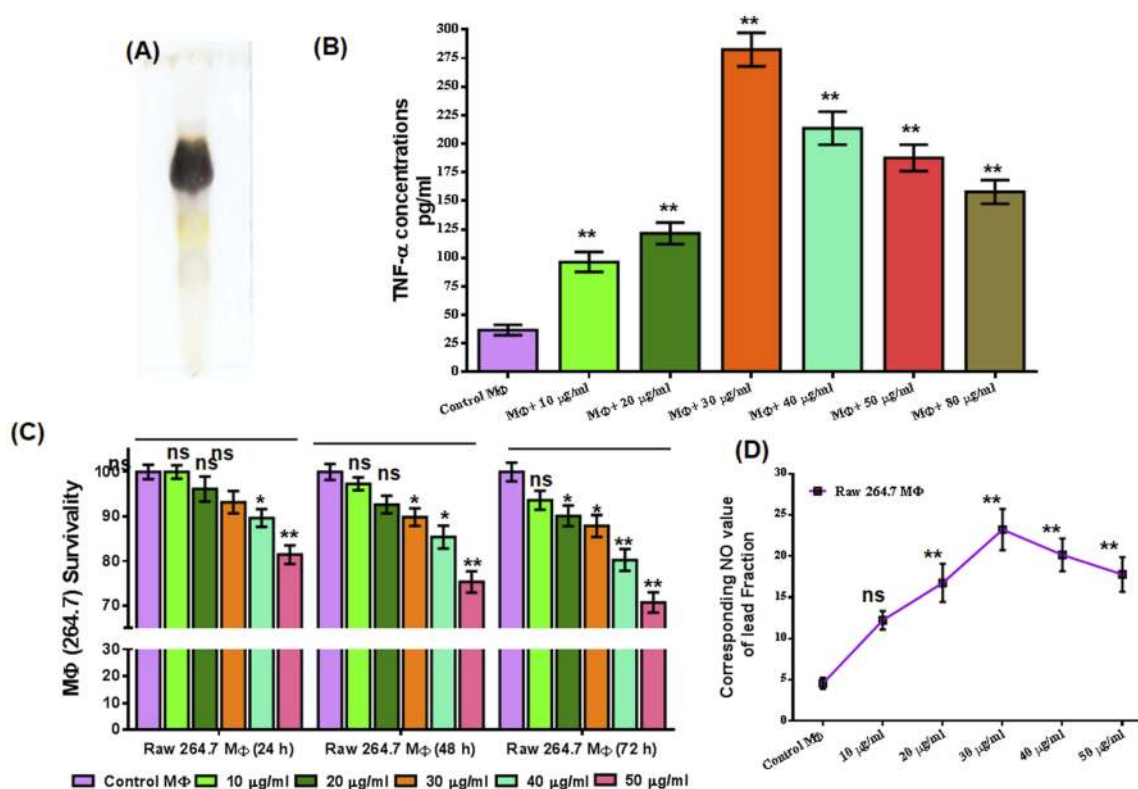 (A)
(B)
TNF-α concentrations
pg/ml
300
275
250
225
200
175
150
125
100
75
50
25
0
**
**
**
**
**
**
Control MΦ
MΦ+ 10 μg/ml
MΦ+ 20 μg/ml
MΦ+ 30 μg/ml
MΦ+ 40 μg/ml
MΦ+ 50 μg/ml
MΦ+ 80 μg/ml
(C)
MΦ (264.7) Survivality
100
90
80
70
30
20
10
0
ns ns ns ns * **
ns ns * * **
ns * * ** **
Raw 264.7 MΦ (24 h) Raw 264.7 MΦ (48 h) Raw 264.7 MΦ (72 h)
Control MΦ 10 μg/ml 20 μg/ml 30 μg/ml 40 μg/ml 50 μg/ml
(D)
Corresponding NO value
of lead Fraction
30
25
20
15
10
5
0
Raw 264.7 MΦ
ns
**
**
**
**
Control MΦ
10 μg/ml
20 μg/ml
30 μg/ml
40 μg/ml
50 μg/ml